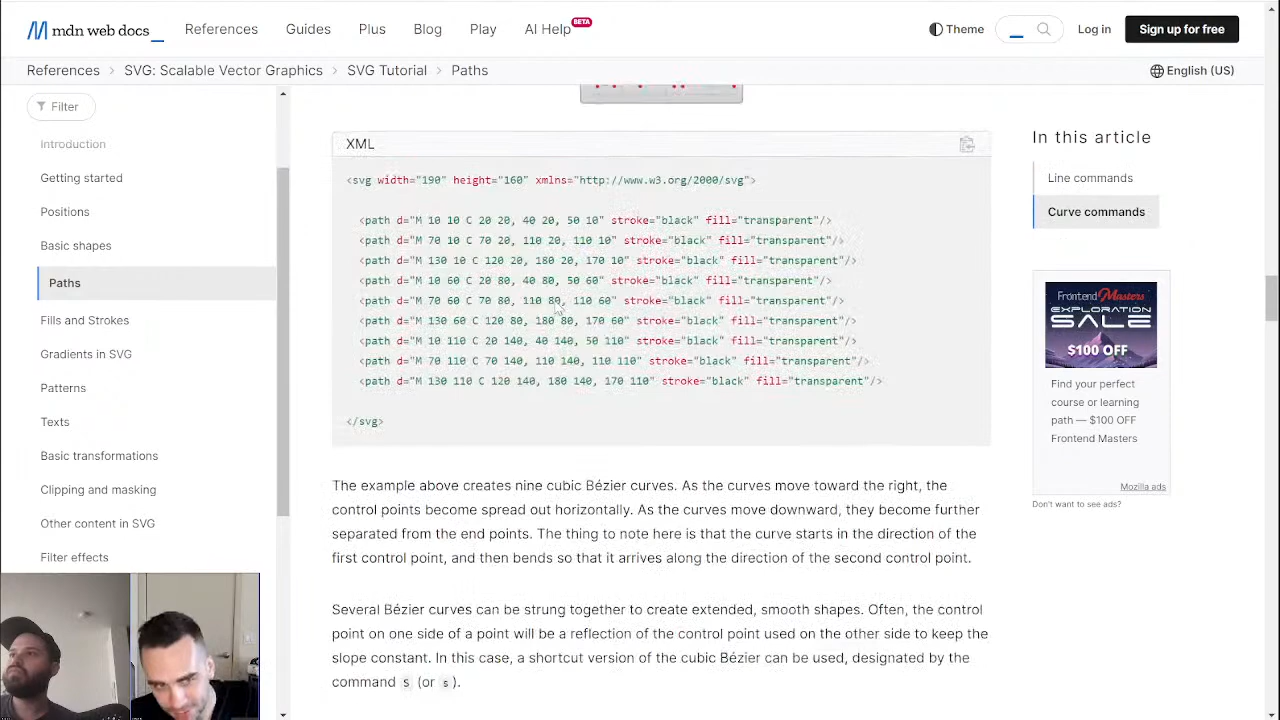 mdn web docs _
References
Guides
Plus
Blog
Play
AI Help BETA
Theme
Log in
Sign up for free
References
SVG: Scalable Vector Graphics
SVG Tutorial
Paths
English (US)
Filter
Introduction
Getting started
Positions
Basic shapes
Paths
Fills and Strokes
Gradients in SVG
Patterns
Texts
Basic transformations
Clipping and masking
Other content in SVG
Filter effects
XML
<svg width="190" height="160" xmlns="http://www.w3.org/2000/svg">
<path d="M 10 10 C 20 20, 40 20, 50 10" stroke="black" fill="transparent"/>
<path d="M 70 10 C 70 20, 110 20, 110 10" stroke="black" fill="transparent"/>
<path d="M 130 10 C 120 20, 180 20, 170 10" stroke="black" fill="transparent"/>
<path d="M 10 60 C 20 80, 40 80, 50 60" stroke="black" fill="transparent"/>
<path d="M 70 60 C 70 80, 110 80, 110 60" stroke="black" fill="transparent"/>
<path d="M 130 60 C 120 80, 180 80, 170 60" stroke="black" fill="transparent"/>
<path d="M 10 110 C 20 140, 40 140, 50 110" stroke="black" fill="transparent"/>
<path d="M 70 110 C 70 140, 110 140, 110 110" stroke="black" fill="transparent"/>
<path d="M 130 110 C 120 140, 180 140, 170 110" stroke="black" fill="transparent"/>
</svg>
The example above creates nine cubic Bézier curves. As the curves move toward the right, the
control points become spread out horizontally. As the curves move downward, they become further
separated from the end points. The thing to note here is that the curve starts in the direction of the
first control point, and then bends so that it arrives along the direction of the second control point.
Several Bézier curves can be strung together to create extended, smooth shapes. Often, the control
point on one side of a point will be a reflection of the control point used on the other side to keep the
slope constant. In this case, a shortcut version of the cubic Bézier can be used, designated by the
command S (or s).
In this article
Line commands
Curve commands
Frontend Masters
EXPLORATION
SALE
$100 OFF
Find your perfect
course or learning
path — $100 OFF
Frontend Masters
Mozilla ads
Don't want to see ads?